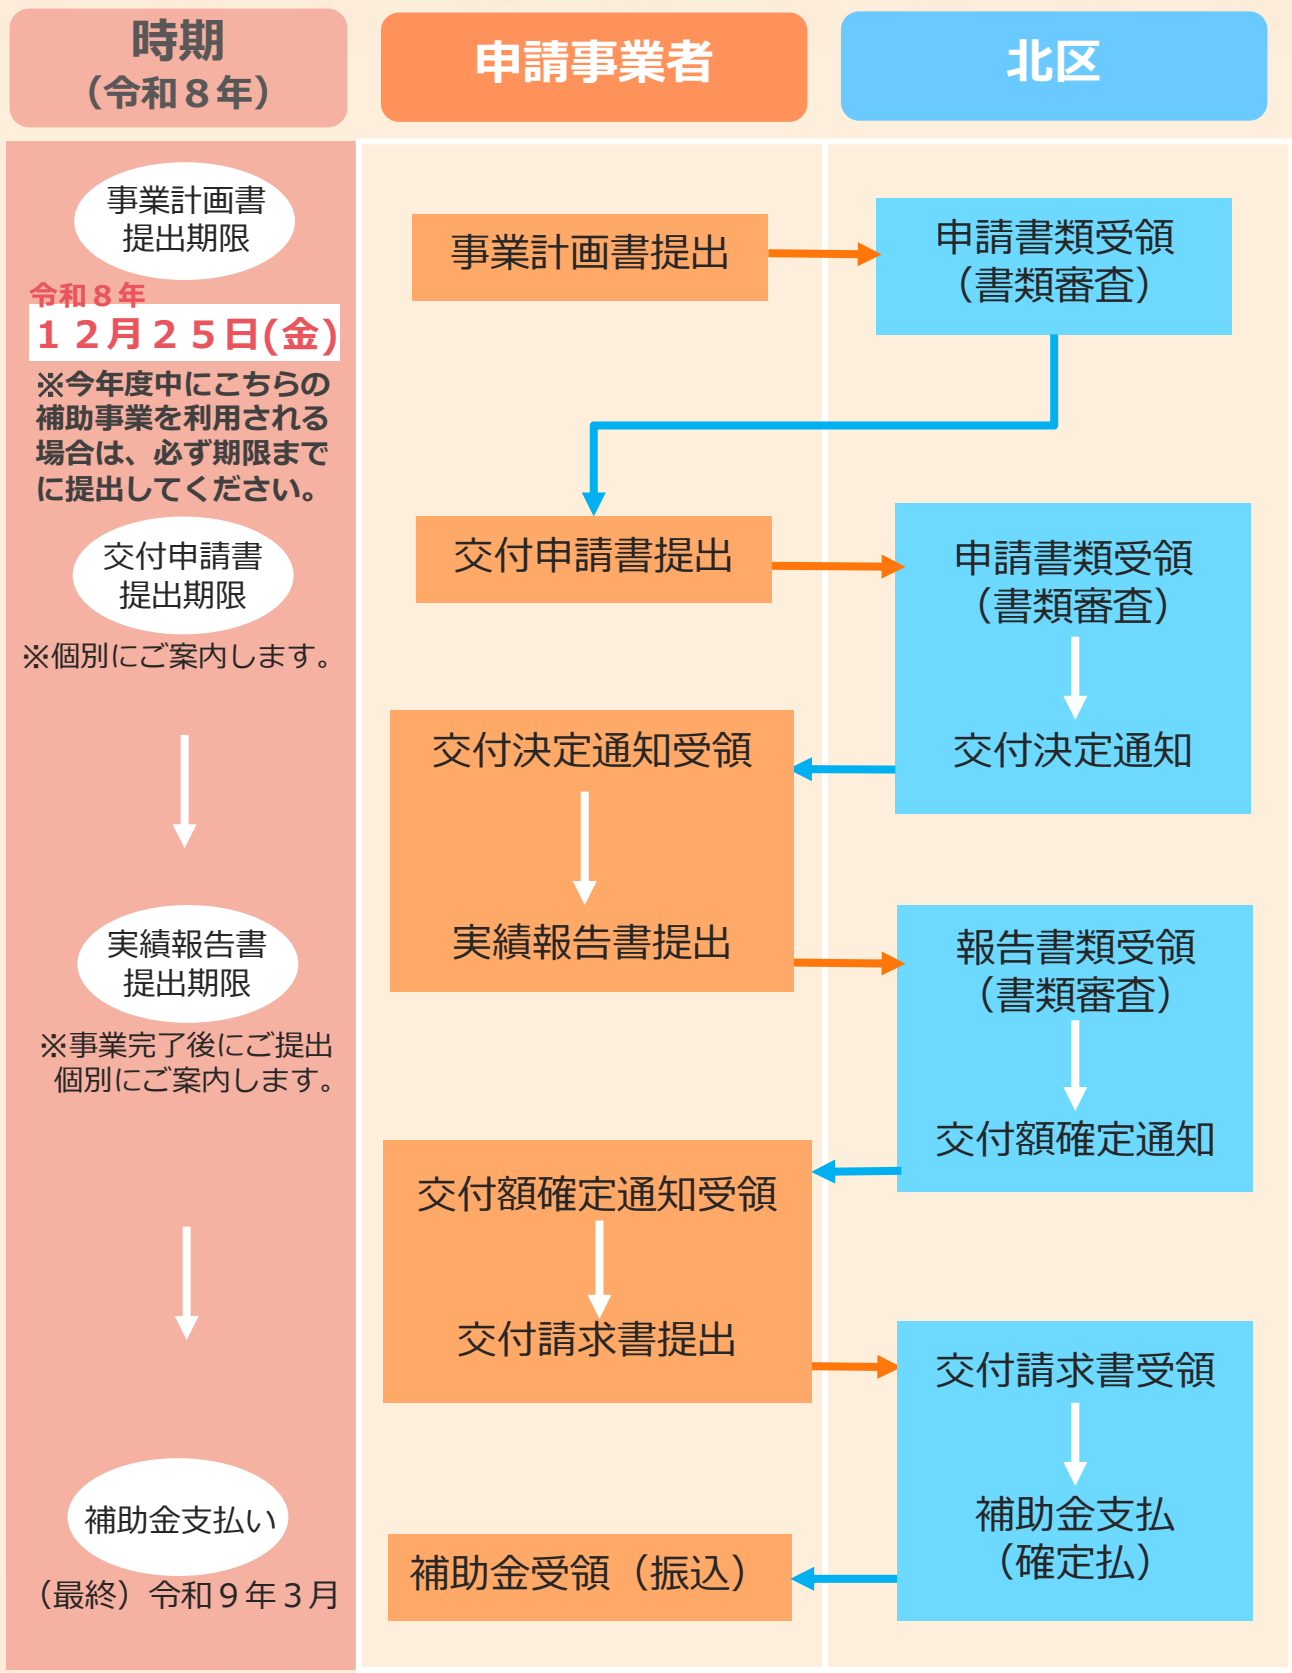 時期
（令和８年）
申請事業者
北区
事業計画書
提出期限
令和８年
１２月２５日(金)
※今年度中にこちらの
補助事業を利用される
場合は、必ず期限まで
に提出してください。
交付申請書
提出期限
※個別にご案内します。
実績報告書
提出期限
※事業完了後にご提出
個別にご案内します。
補助金支払い
（最終）令和９年３月
事業計画書提出
申請書類受領
（書類審査）
交付申請書提出
申請書類受領
（書類審査）
交付決定通知
交付決定通知受領
実績報告書提出
報告書類受領
（書類審査）
交付額確定通知
交付額確定通知受領
交付請求書提出
交付請求書受領
補助金支払
（確定払）
補助金受領（振込）